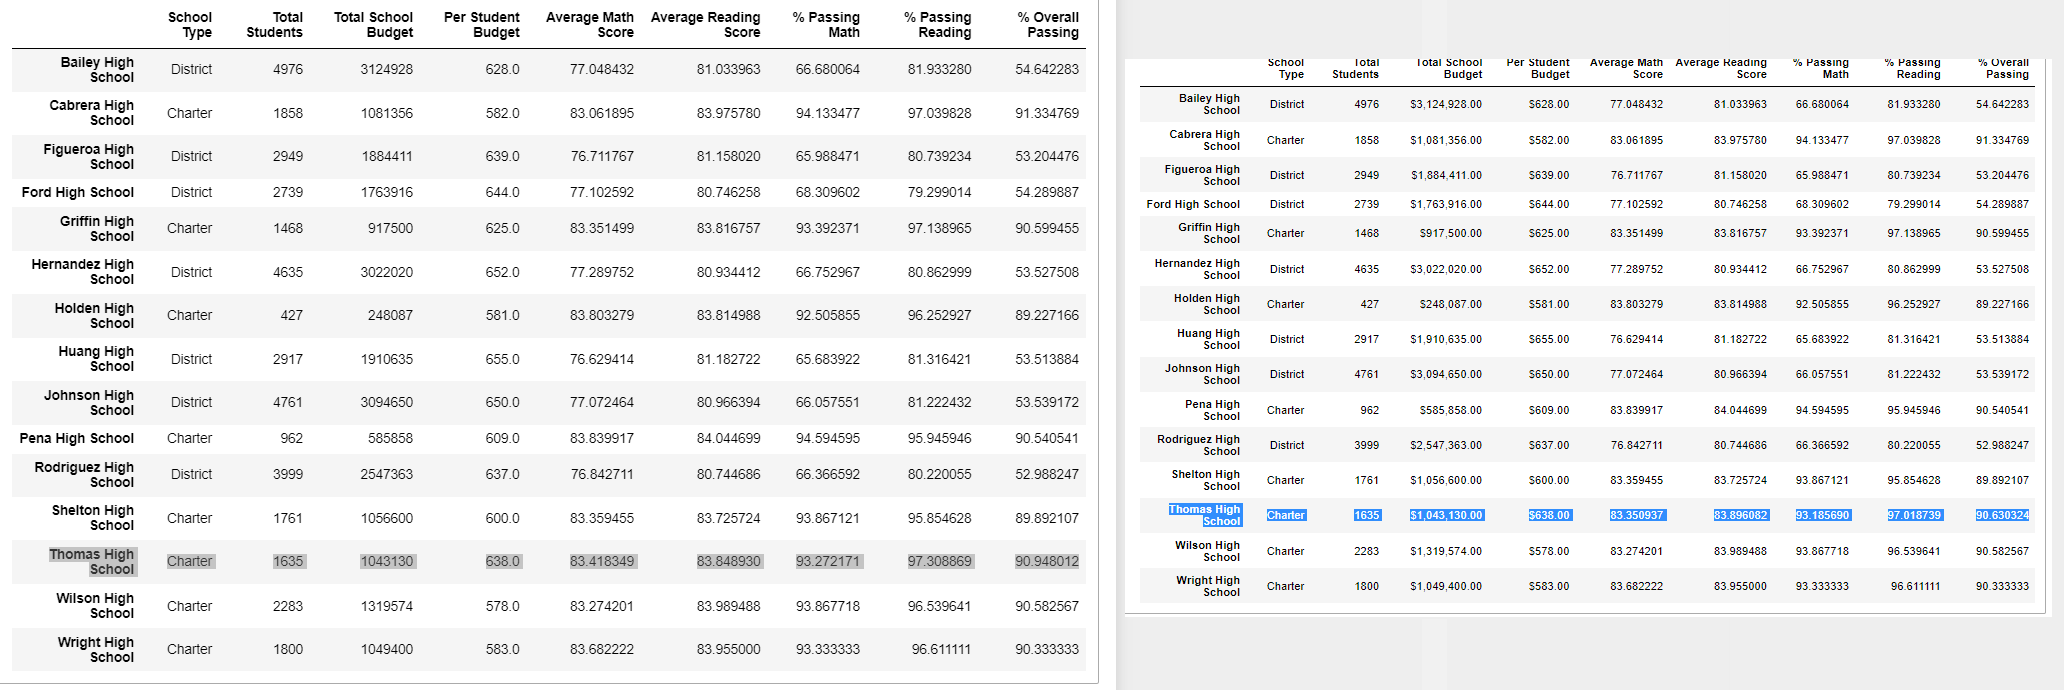 School Type Total Students Total School Budget Per Student Budget Average Math Score Average Reading Score % Passing Math % Passing Reading % Overall Passing
Bailey High School District 4976 3124928 628.0 77.048432 81.033963 66.680064 81.933280 54.642283
Cabrera High School Charter 1858 1081356 582.0 83.061895 83.975780 94.133477 97.039828 91.334769
Figueroa High School District 2949 1884411 639.0 76.711767 81.158020 65.988471 80.739234 53.204476
Ford High School District 2739 1763916 644.0 77.102592 80.746258 68.309602 79.299014 54.289887
Griffin High School Charter 1468 917500 625.0 83.351499 83.816757 93.392371 97.138965 90.599455
Hernandez High School District 4635 3022020 652.0 77.289752 80.934412 66.752967 80.862999 53.527508
Holden High School Charter 427 248087 581.0 83.803279 83.814988 92.505855 96.252927 89.227166
Huang High School District 2917 1910635 655.0 76.629414 81.182722 65.683922 81.316421 53.513884
Johnson High School District 4761 3094650 650.0 77.072464 80.966394 66.057551 81.222432 53.539172
Pena High School Charter 962 585858 609.0 83.839917 84.044699 94.594595 95.945946 90.540541
Rodriguez High School District 3999 2547363 637.0 76.842711 80.744686 66.366592 80.220055 52.988247
Shelton High School Charter 1761 1056600 600.0 83.359455 83.725724 93.867121 95.854628 89.892107
Thomas High School Charter 1635 1043130 638.0 83.418349 83.848930 93.272171 97.308869 90.948012
Wilson High School Charter 2283 1319574 578.0 83.274201 83.989488 93.867718 96.539641 90.582567
Wright High School Charter 1800 1049400 583.0 83.682222 83.955000 93.333333 96.611111 90.333333
School Type Total Students Total School Budget Per Student Budget Average Math Score Average Reading Score % Passing Math % Passing Reading % Overall Passing
Bailey High School District 4976 $3,124,928.00 $628.00 77.048432 81.033963 66.680064 81.933280 54.642283
Cabrera High School Charter 1858 $1,081,356.00 $582.00 83.061895 83.975780 94.133477 97.039828 91.334769
Figueroa High School District 2949 $1,884,411.00 $639.00 76.711767 81.158020 65.988471 80.739234 53.204476
Ford High School District 2739 $1,763,916.00 $644.00 77.102592 80.746258 68.309602 79.299014 54.289887
Griffin High School Charter 1468 $917,500.00 $625.00 83.351499 83.816757 93.392371 97.138965 90.599455
Hernandez High School District 4635 $3,022,020.00 $652.00 77.289752 80.934412 66.752967 80.862999 53.527508
Holden High School Charter 427 $248,087.00 $581.00 83.803279 83.814988 92.505855 96.252927 89.227166
Huang High School District 2917 $1,910,635.00 $655.00 76.629414 81.182722 65.683922 81.316421 53.513884
Johnson High School District 4761 $3,094,650.00 $650.00 77.072464 80.966394 66.057551 81.222432 53.539172
Pena High School Charter 962 $585,858.00 $609.00 83.839917 84.044699 94.594595 95.945946 90.540541
Rodriguez High School District 3999 $2,547,363.00 $637.00 76.842711 80.744686 66.366592 80.220055 52.988247
Shelton High School Charter 1761 $1,056,600.00 $600.00 83.359455 83.725724 93.867121 95.854628 89.892107
Thomas High School Charter 1635 $1,043,130.00 $638.00 83.350937 83.896082 93.185690 97.018739 90.630324
Wilson High School Charter 2283 $1,319,574.00 $578.00 83.274201 83.989488 93.867718 96.539641 90.582567
Wright High School Charter 1800 $1,049,400.00 $583.00 83.682222 83.955000 93.333333 96.611111 90.333333